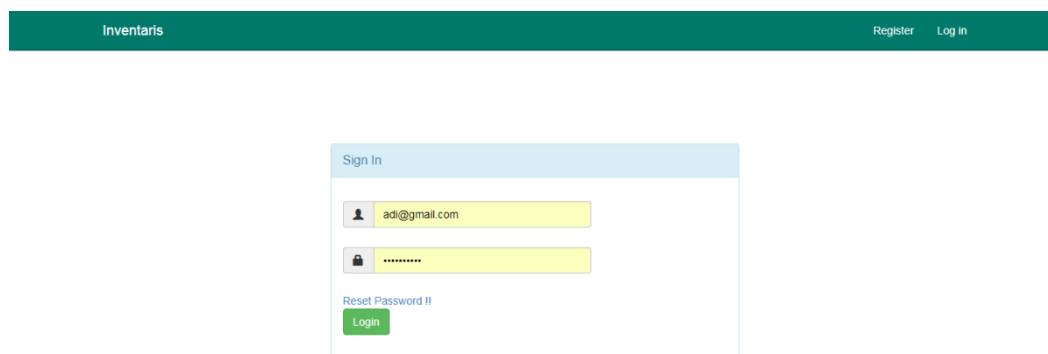 Inventaris Register Log in
Sign In
adi@gmail.com
••••••••••
Reset Password !!
Login